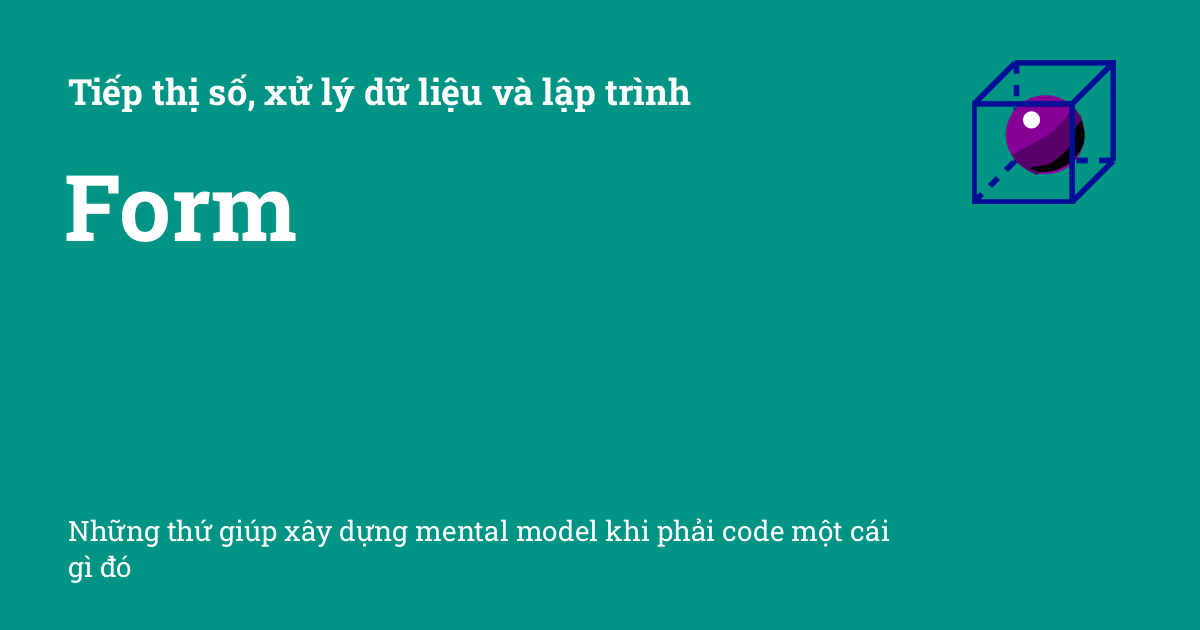 Tiếp thị số, xử lý dữ liệu và lập trình
Form
Những thứ giúp xây dựng mental model khi phải code một cái
gì đó